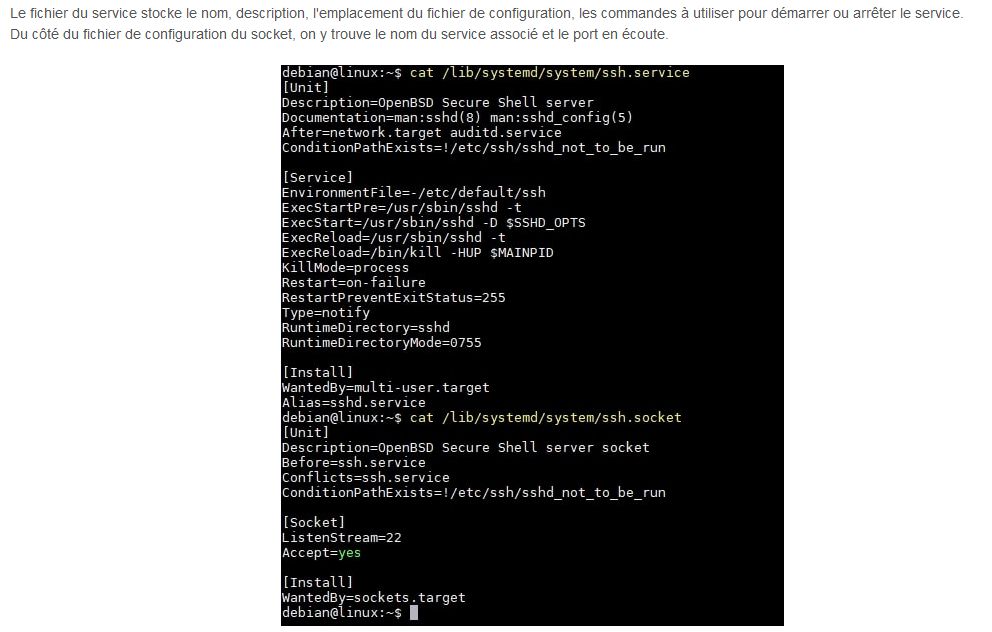 Le fichier du service stocke le nom, description, l'emplacement du fichier de configuration, les commandes à utiliser pour démarrer ou arrêter le service.
Du côté du fichier de configuration du socket, on y trouve le nom du service associé et le port en écoute.
debian@linux:~$ cat /lib/systemd/system/ssh.service
[Unit]
Description=OpenBSD Secure Shell server
Documentation=man:sshd(8) man:sshd_config(5)
After=network.target auditd.service
ConditionPathExists=!/etc/ssh/sshd_not_to_be_run
[Service]
EnvironmentFile=-/etc/default/ssh
ExecStartPre=/usr/sbin/sshd -t
ExecStart=/usr/sbin/sshd -D $SSHD_OPTS
ExecReload=/usr/sbin/sshd -t
ExecReload=/bin/kill -HUP $MAINPID
KillMode=process
Restart=on-failure
RestartPreventExitStatus=255
Type=notify
RuntimeDirectory=sshd
RuntimeDirectoryMode=0755
[Install]
WantedBy=multi-user.target
Alias=sshd.service
debian@linux:~$ cat /lib/systemd/system/ssh.socket
[Unit]
Description=OpenBSD Secure Shell server socket
Before=ssh.service
Conflicts=ssh.service
ConditionPathExists=!/etc/ssh/sshd_not_to_be_run
[Socket]
ListenStream=22
Accept=yes
[Install]
WantedBy=sockets.target
debian@linux:~$